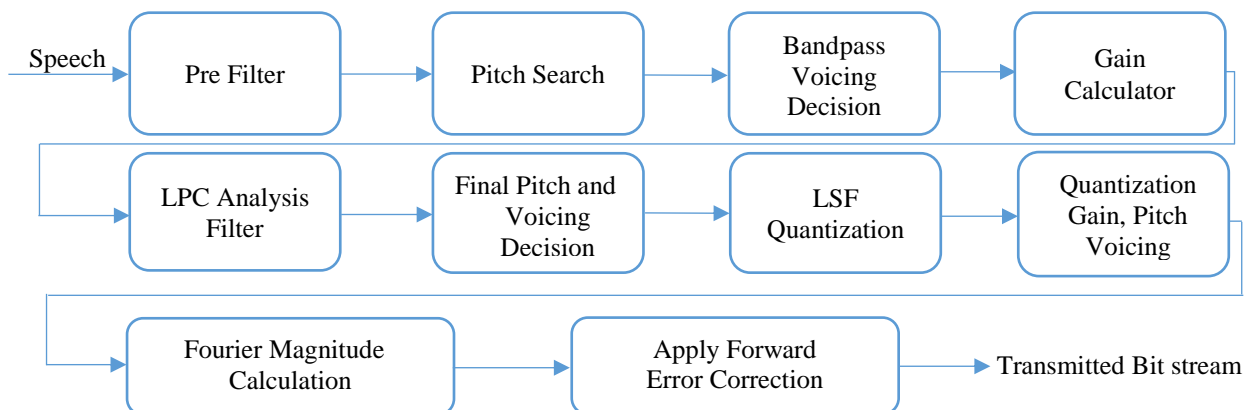 Speech
Pre Filter
Pitch Search
Bandpass
Voicing
Decision
Gain
Calculator
LPC Analysis
Filter
Final Pitch and
Voicing
Decision
LSF
Quantization
Quantization
Gain, Pitch
Voicing
Fourier Magnitude
Calculation
Apply Forward
Error Correction
Transmitted Bit stream